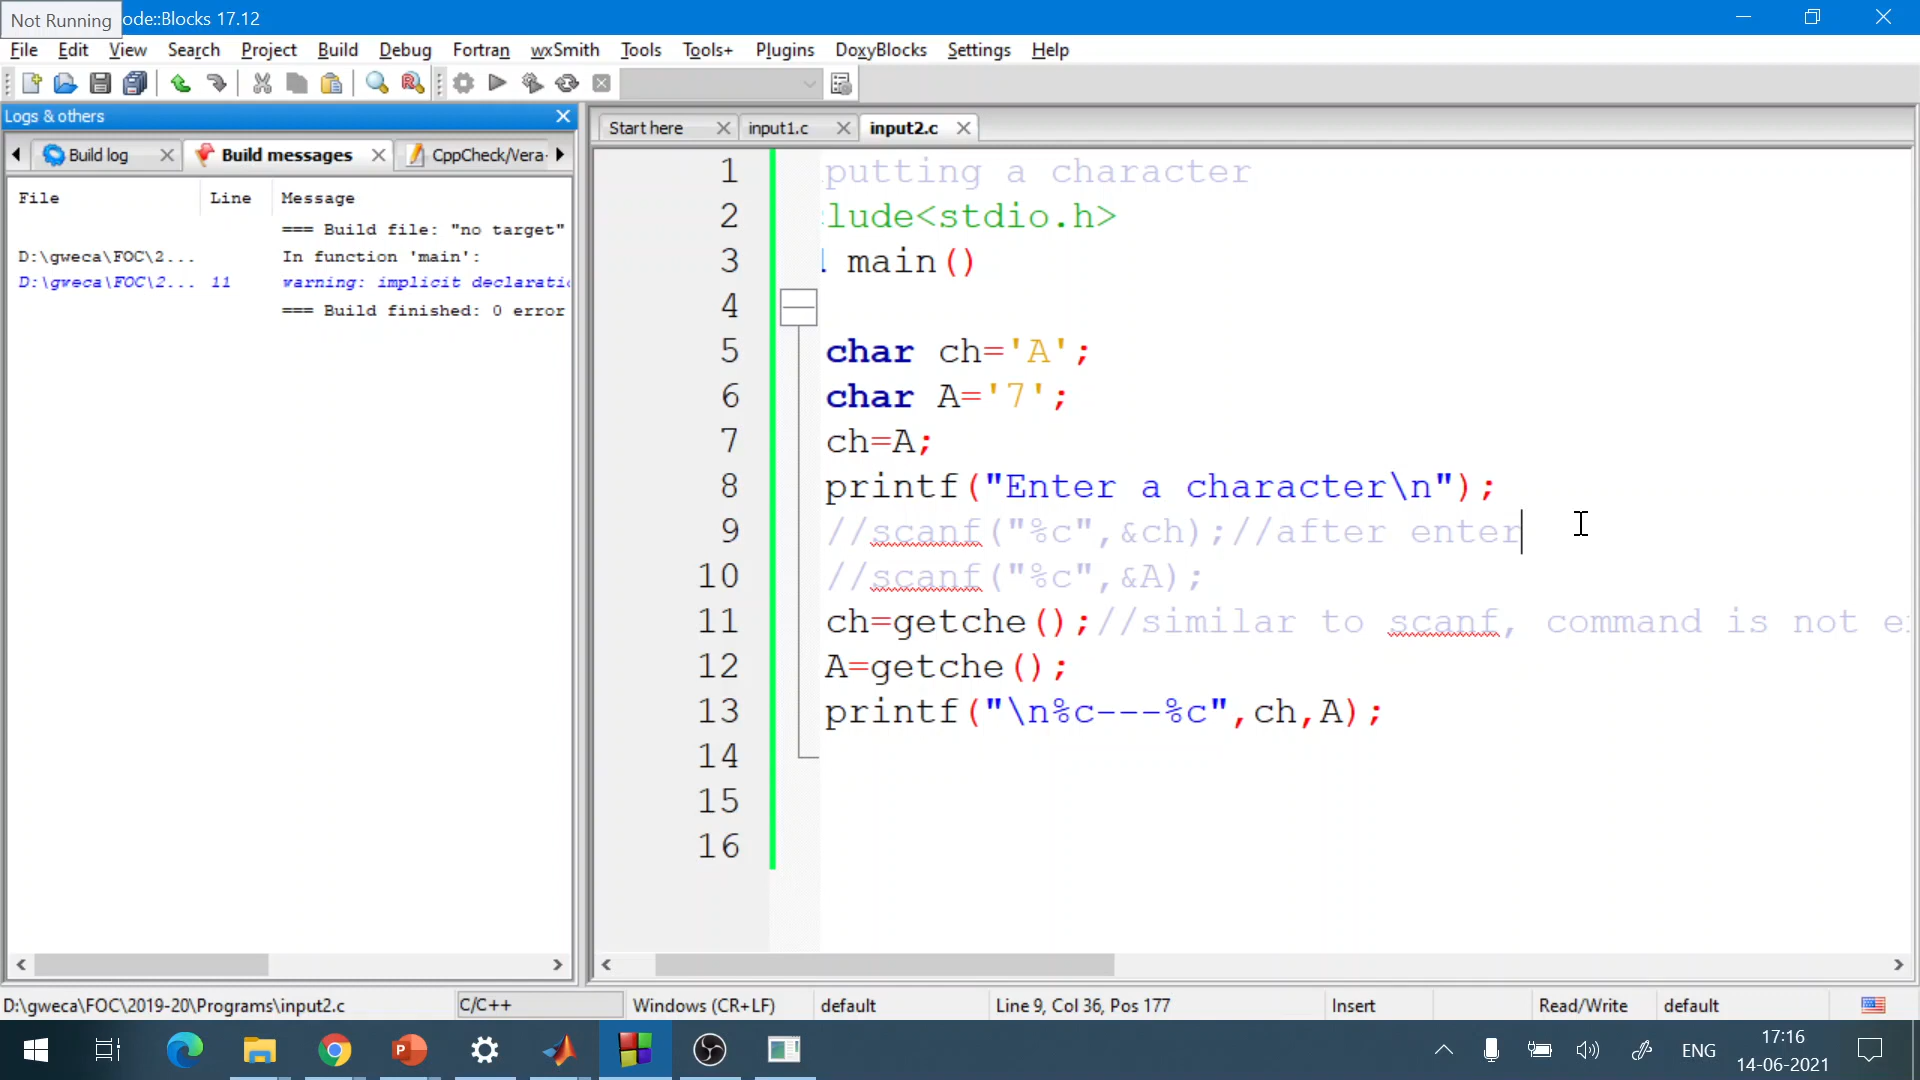 Not Running
ode::Blocks 17.12
File Edit View Search Project Build Debug Fortran wxSmith Tools Tools+ Plugins DoxyBlocks Settings Help
Logs & others
Build log Build messages CppCheck/Vera
File Line Message
=== Build file: "no target"
D:\gweca\FOC\2... In function 'main':
D:\gweca\FOC\2... 11 warning: implicit declarati
=== Build finished: 0 error
Start here input1.c input2.c
1 putting a character
2 lude<stdio.h>
3 main()
4
5 char ch='A';
6 char A='7';
7 ch=A;
8 printf("Enter a character\n");
9 //scanf("%c",&ch);//after enter
10 //scanf("%c",&A);
11 ch=getche();//similar to scanf, command is not e
12 A=getche();
13 printf("\n%c---%c",ch,A);
14
15
16
D:\gweca\FOC\2019-20\Programs\input2.c C/C++ Windows (CR+LF) default Line 9, Col 36, Pos 177 Insert Read/Write default
ENG
17:16
14-06-2021